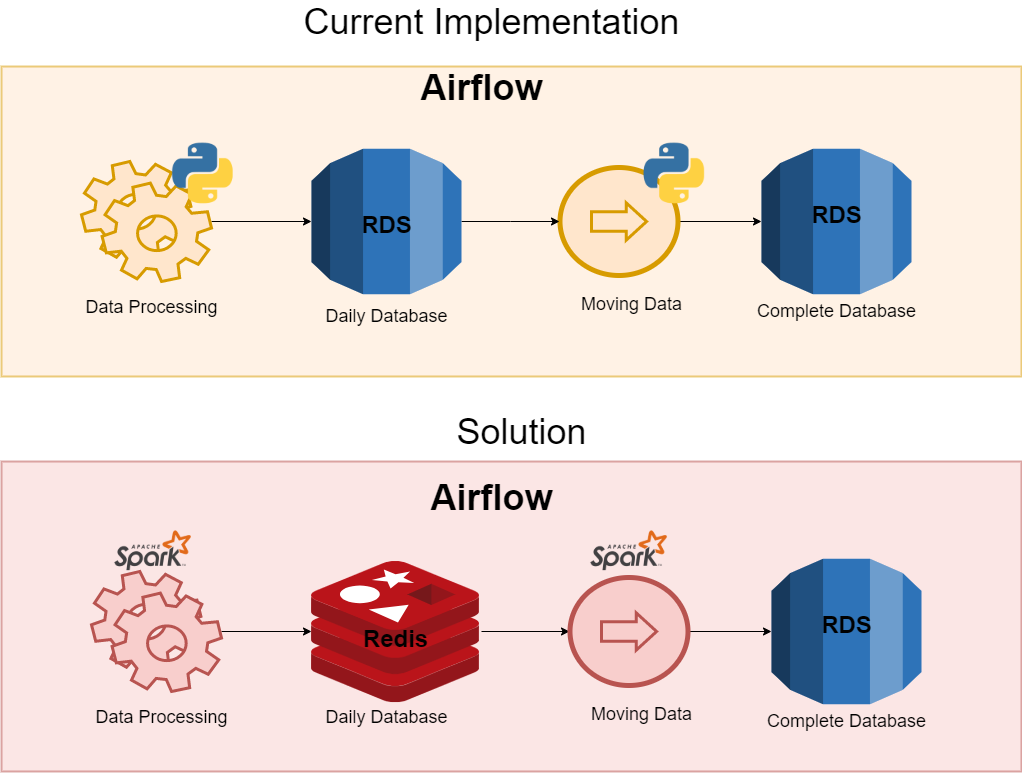 Current Implementation
Airflow
RDS
RDS
Data Processing
Daily Database
Moving Data
Complete Database
Solution
Airflow
APACHE
Spark
APACHE
Spark
Redis
RDS
Data Processing
Daily Database
Moving Data
Complete Database